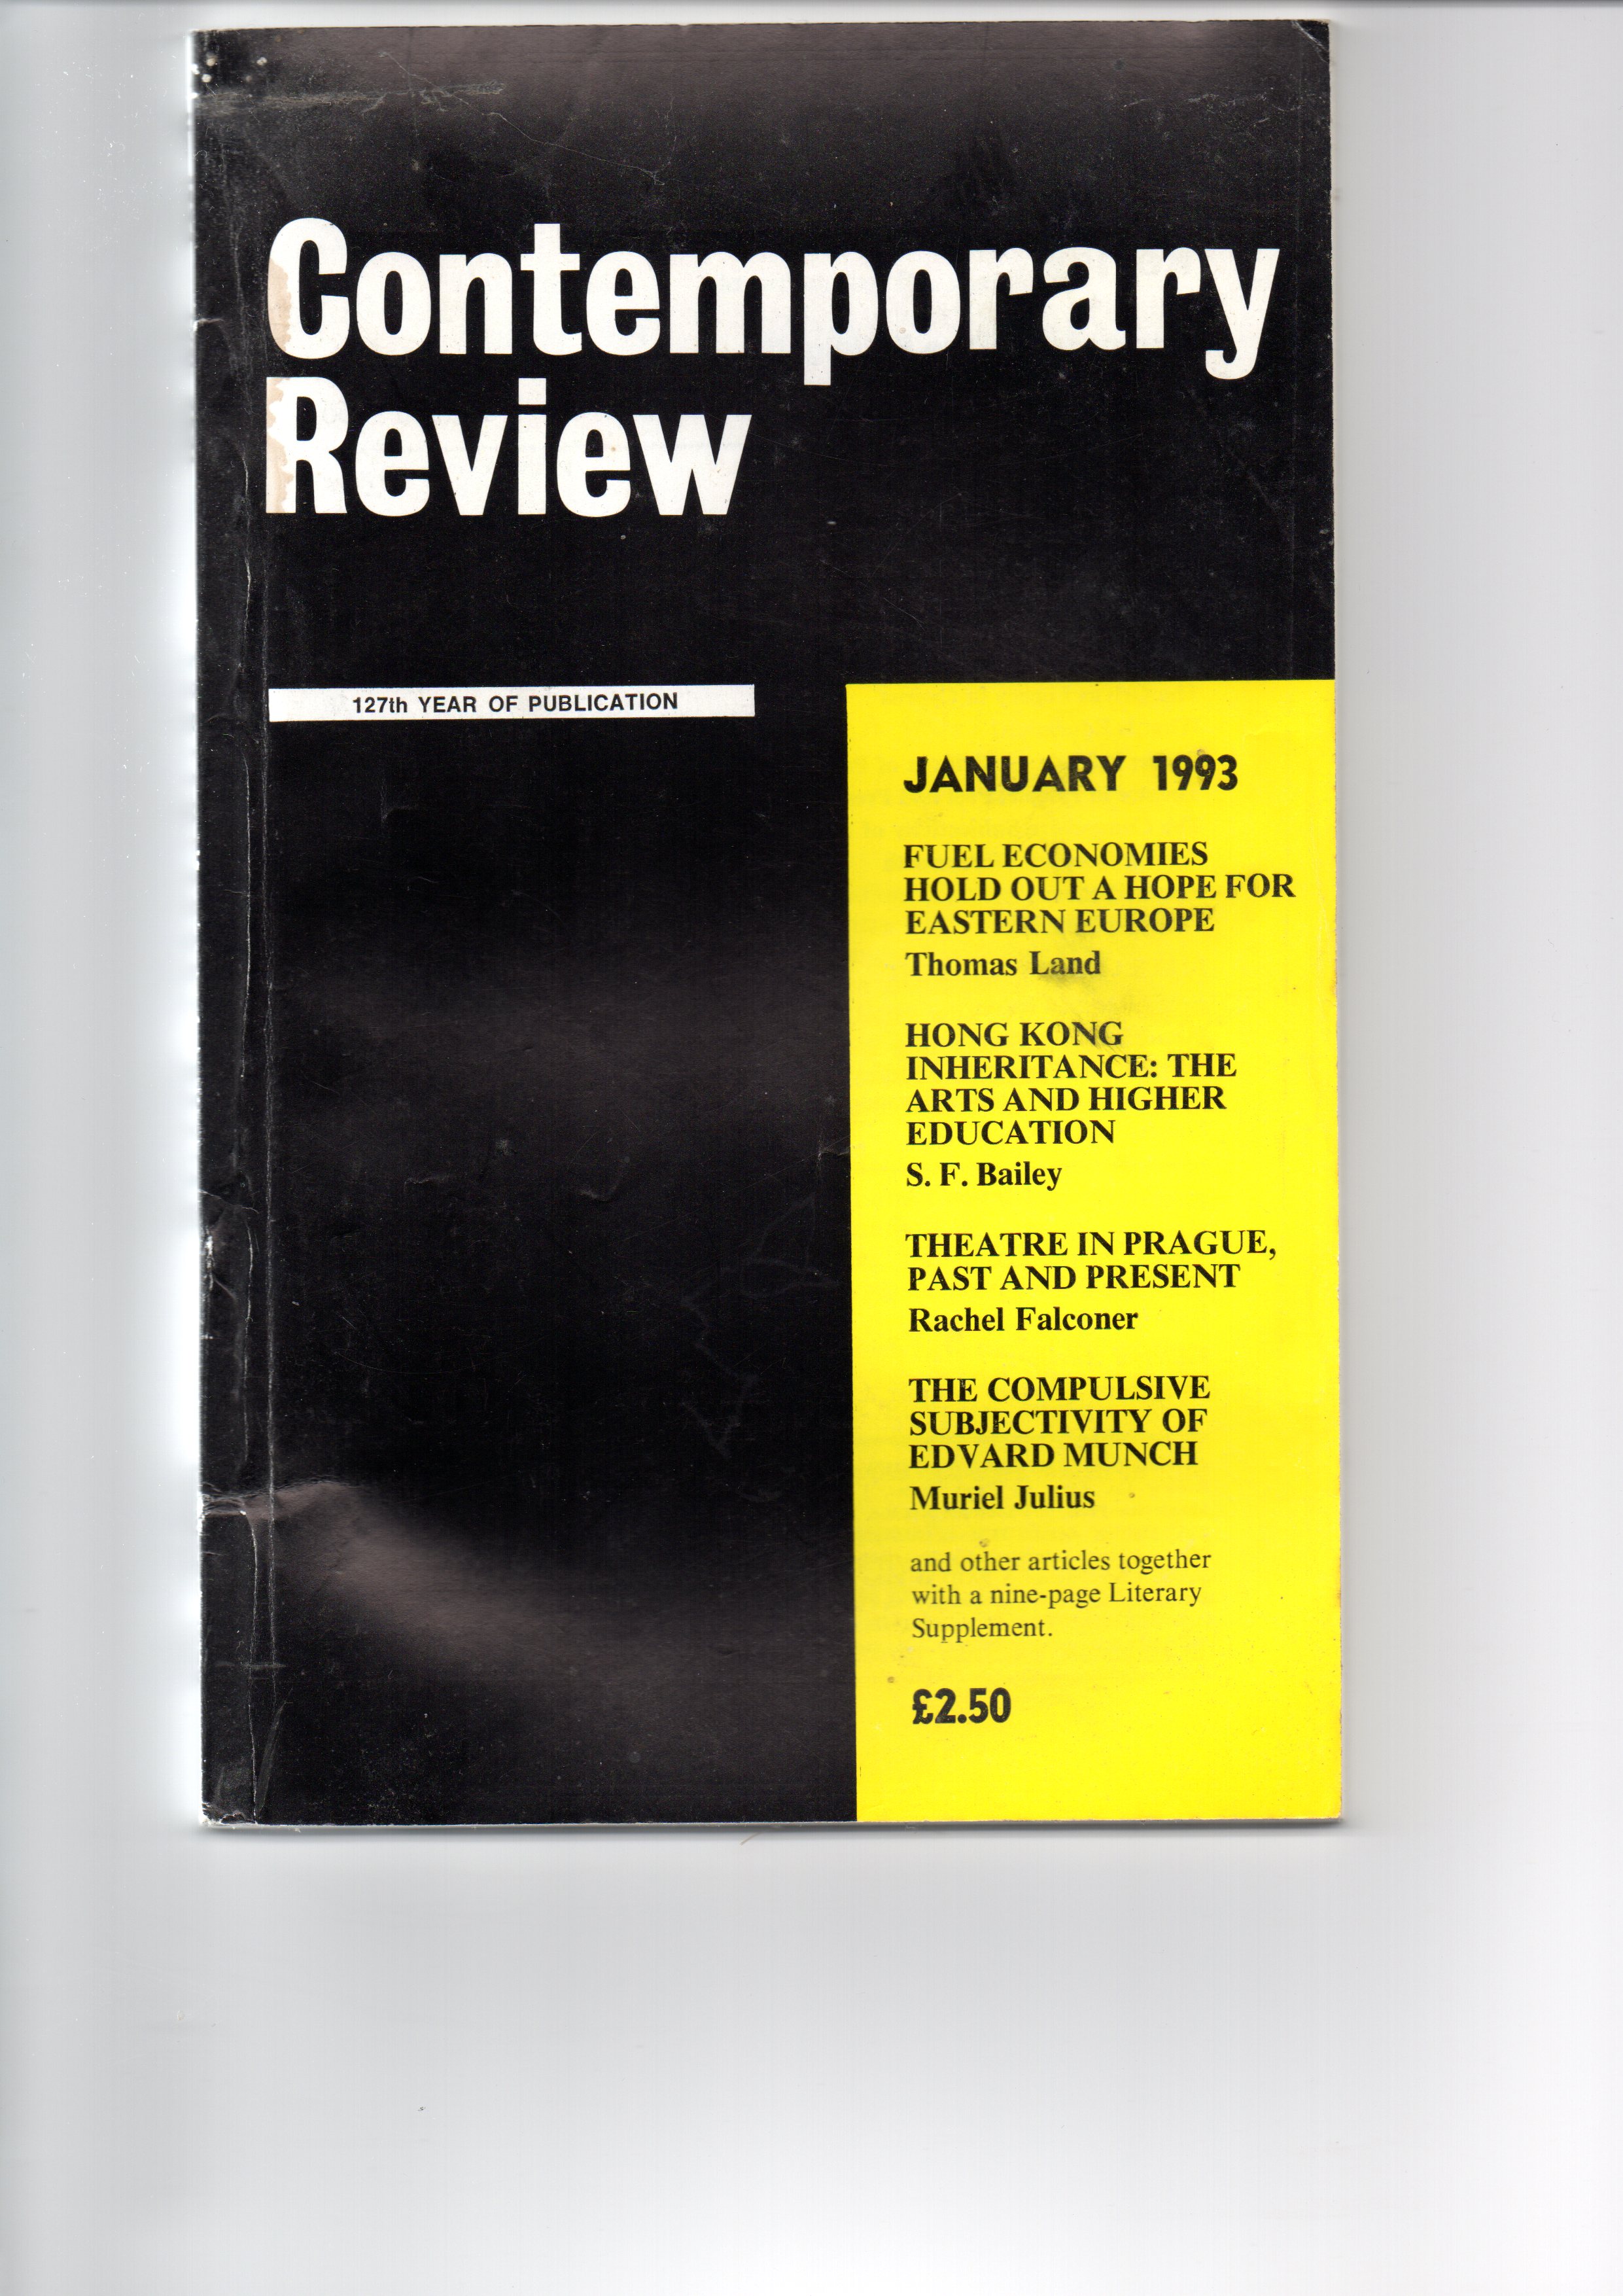 Contemporary
Review
127th YEAR OF PUBLICATION
JANUARY 1993
FUEL ECONOMIES
HOLD OUT A HOPE FOR
EASTERN EUROPE
Thomas Land
HONG KONG
INHERITANCE: THE
ARTS AND HIGHER
EDUCATION
S. F. Bailey
THEATRE IN PRAGUE,
PAST AND PRESENT
Rachel Falconer
THE COMPULSIVE
SUBJECTIVITY OF
EDVARD MUNCH
Muriel Julius
and other articles together
with a nine-page Literary
Supplement.
£2.50